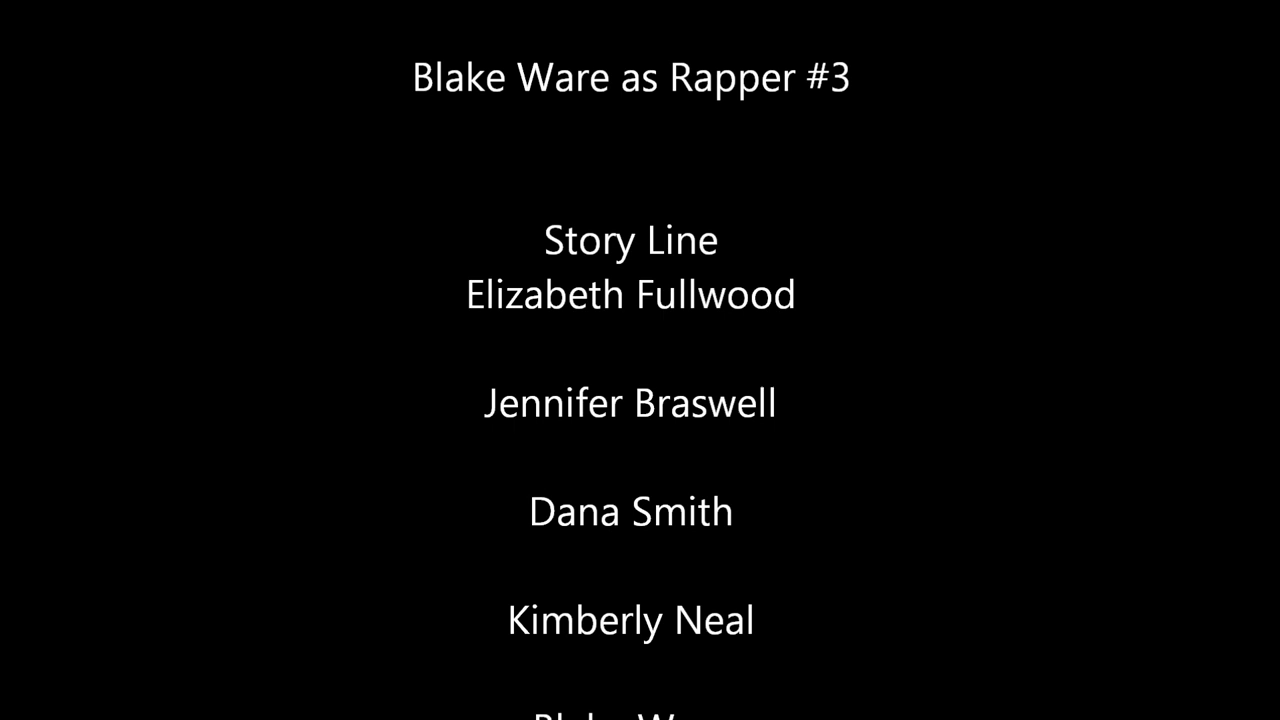 Blake Ware as Rapper #3
Story Line
Elizabeth Fullwood
Jennifer Braswell
Dana Smith
Kimberly Neal